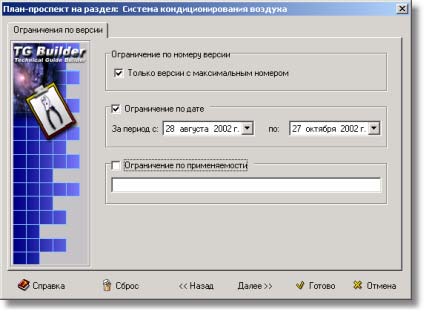 План-проспект на раздел: Система кондиционирования воздуха
Ограничения по версии
TG Builder
Technical Guide Builder
Ограничение по номеру версии
Только версии с максимальным номером
Ограничение по дате
За период с: 28 августа 2002 г. по: 27 октября 2002 г.
Ограничение по применяемости
Справка Сброс << Назад Далее >> Готово Отмена